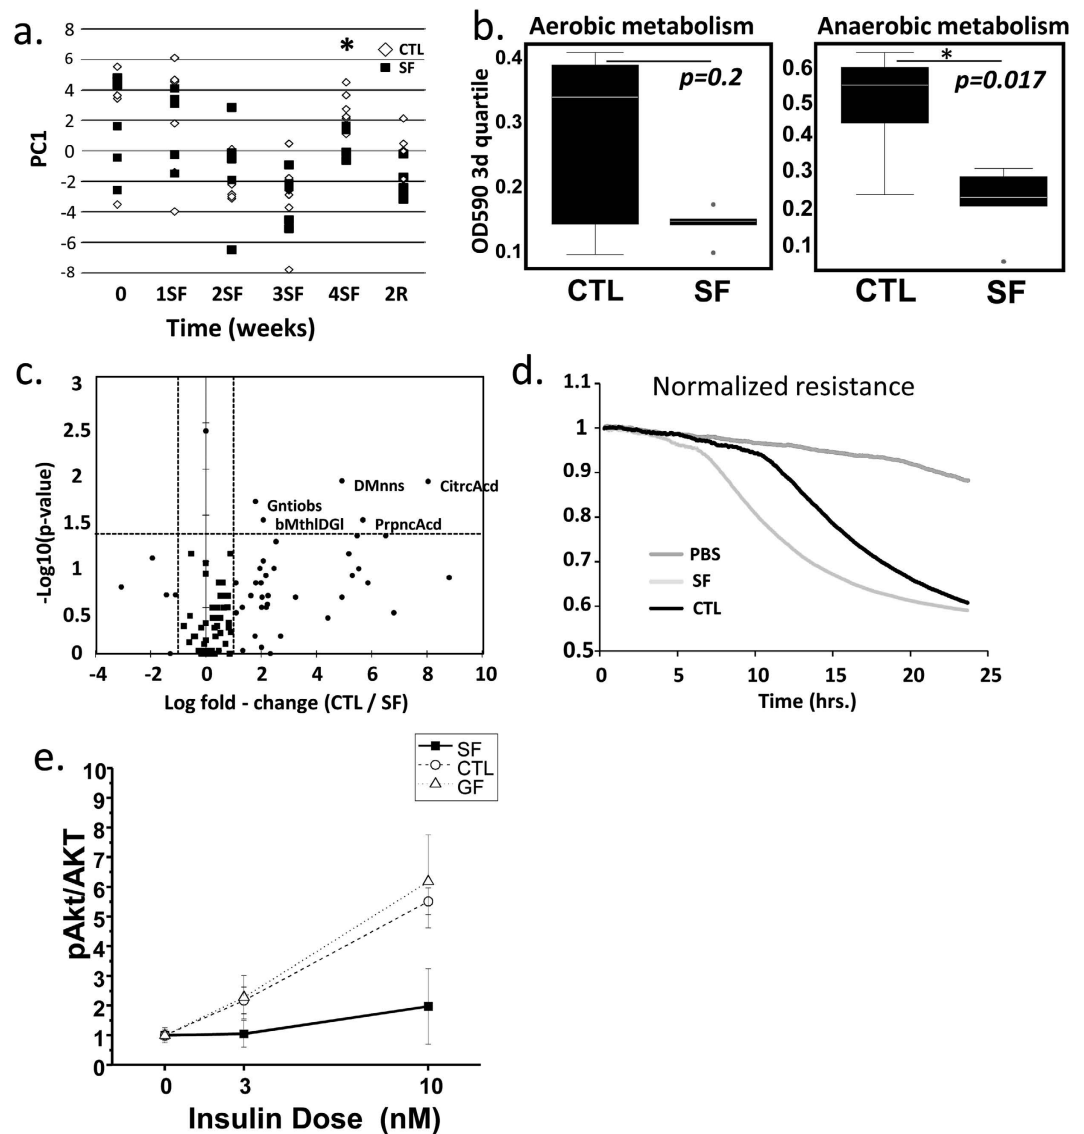 a.
8
6
4
2
0
-2
-4
-6
-8
PC1
*
CTL
SF
0 1SF 2SF 3SF 4SF 2R
Time (weeks)
b.
Aerobic metabolism
Anaerobic metabolism
OD590 3d quartile
0.4
0.3
0.2
0.1
p=0.2
CTL SF
0.6
0.5
0.4
0.3
0.2
0.1
*
p=0.017
CTL SF
c.
-Log10(p-value)
3
2.5
2
1.5
1
0.5
0
DMnns
CitrcAcd
Gntiobs
bMthlDGl
PrpncAcd
-4 -2 0 2 4 6 8 10
Log fold - change (CTL / SF)
d.
Normalized resistance
1.1
1
0.9
0.8
0.7
0.6
0.5
PBS
SF
CTL
0 5 10 15 20 25
Time (hrs.)
e.
SF
CTL
GF
pAkt/AKT
10
9
8
7
6
5
4
3
2
1
0
0 3 10
Insulin Dose (nM)